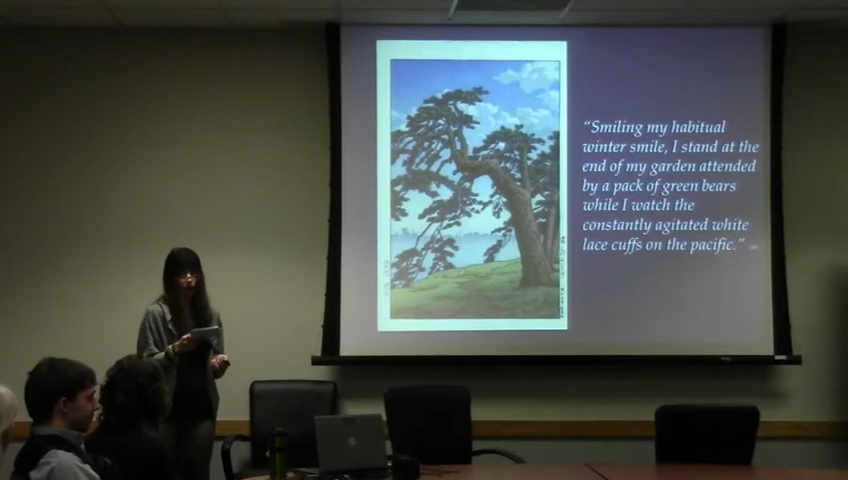 “Smiling my habitual
winter smile, I stand at the
end of my garden attended
by a pack of green bears
while I watch the
constantly agitated white
lace cuffs on the pacific.”